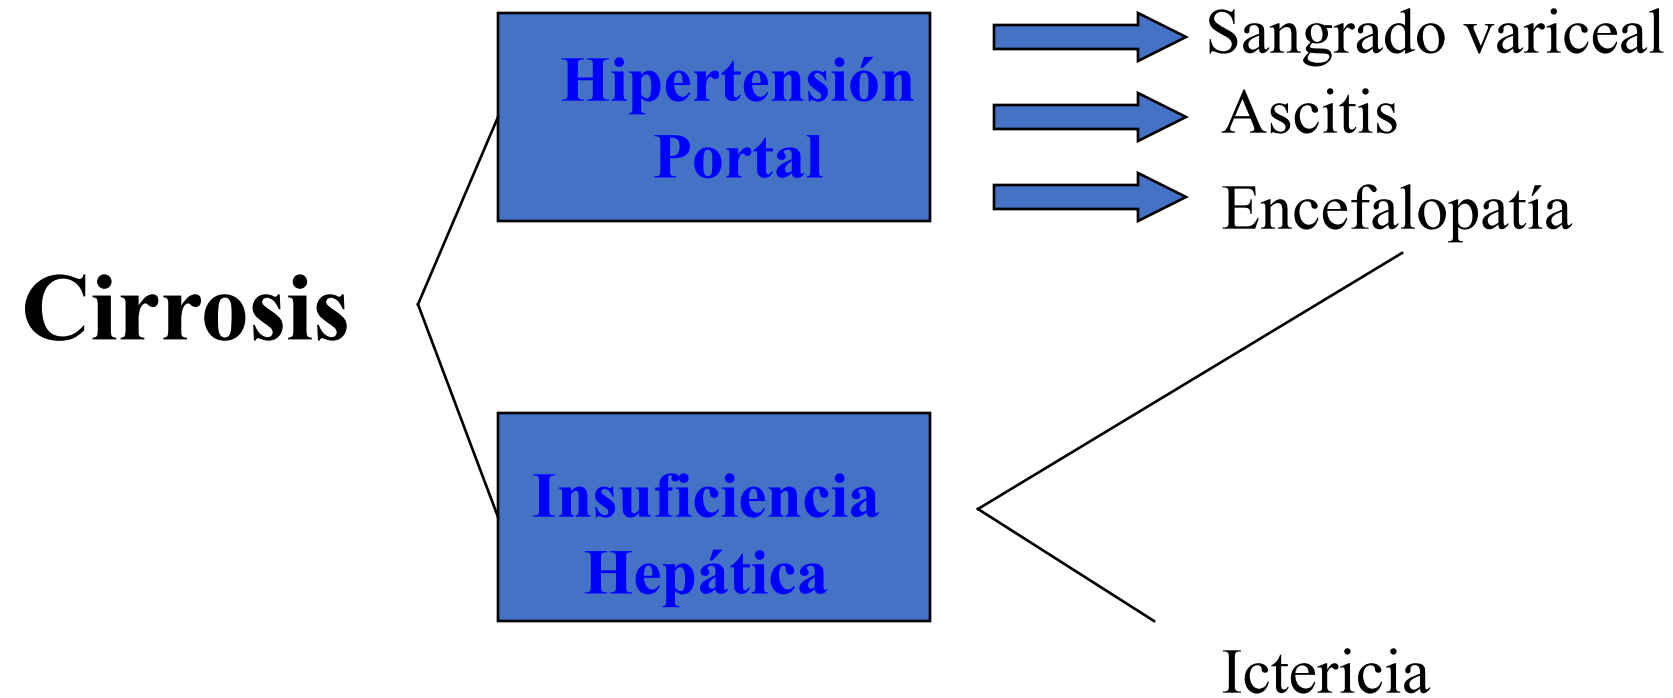 Cirrosis
Hipertensión
Portal
Sangrado variceal
Ascitis
Encefalopatía
Insuficiencia
Hepática
Ictericia